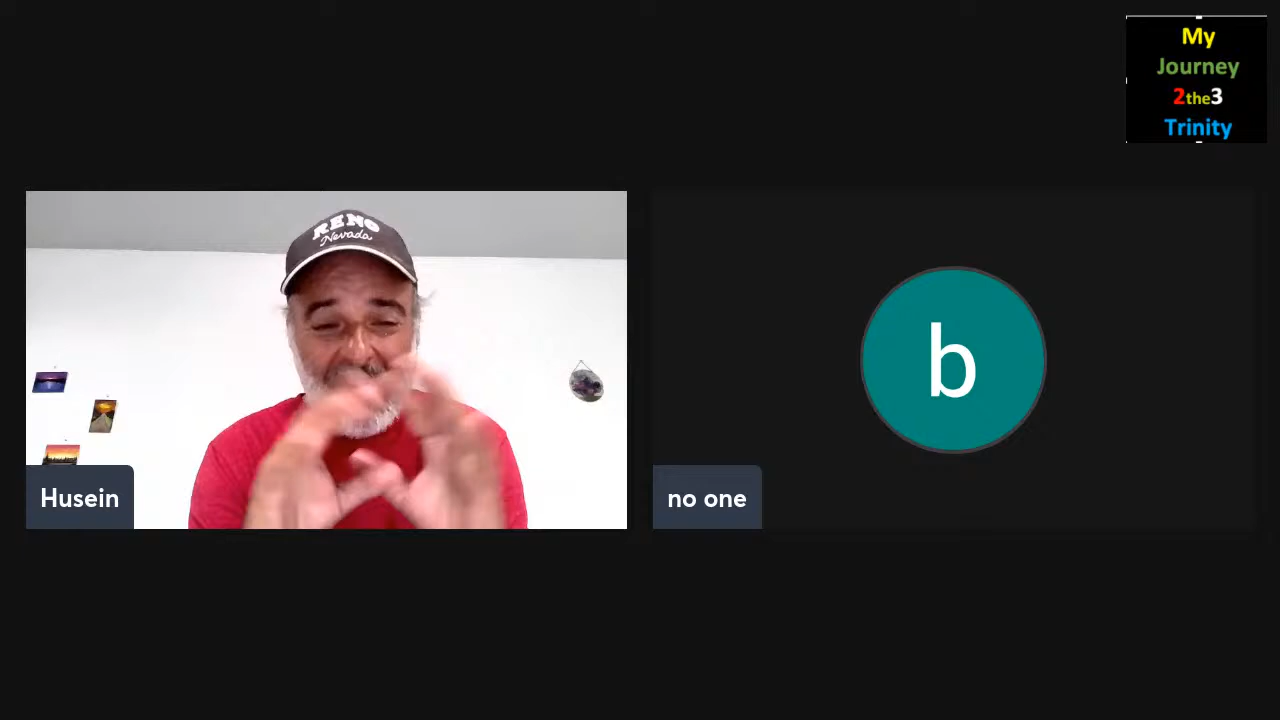 My
Journey
2the3
Trinity
RENO
Nevada
b
Husein
no one